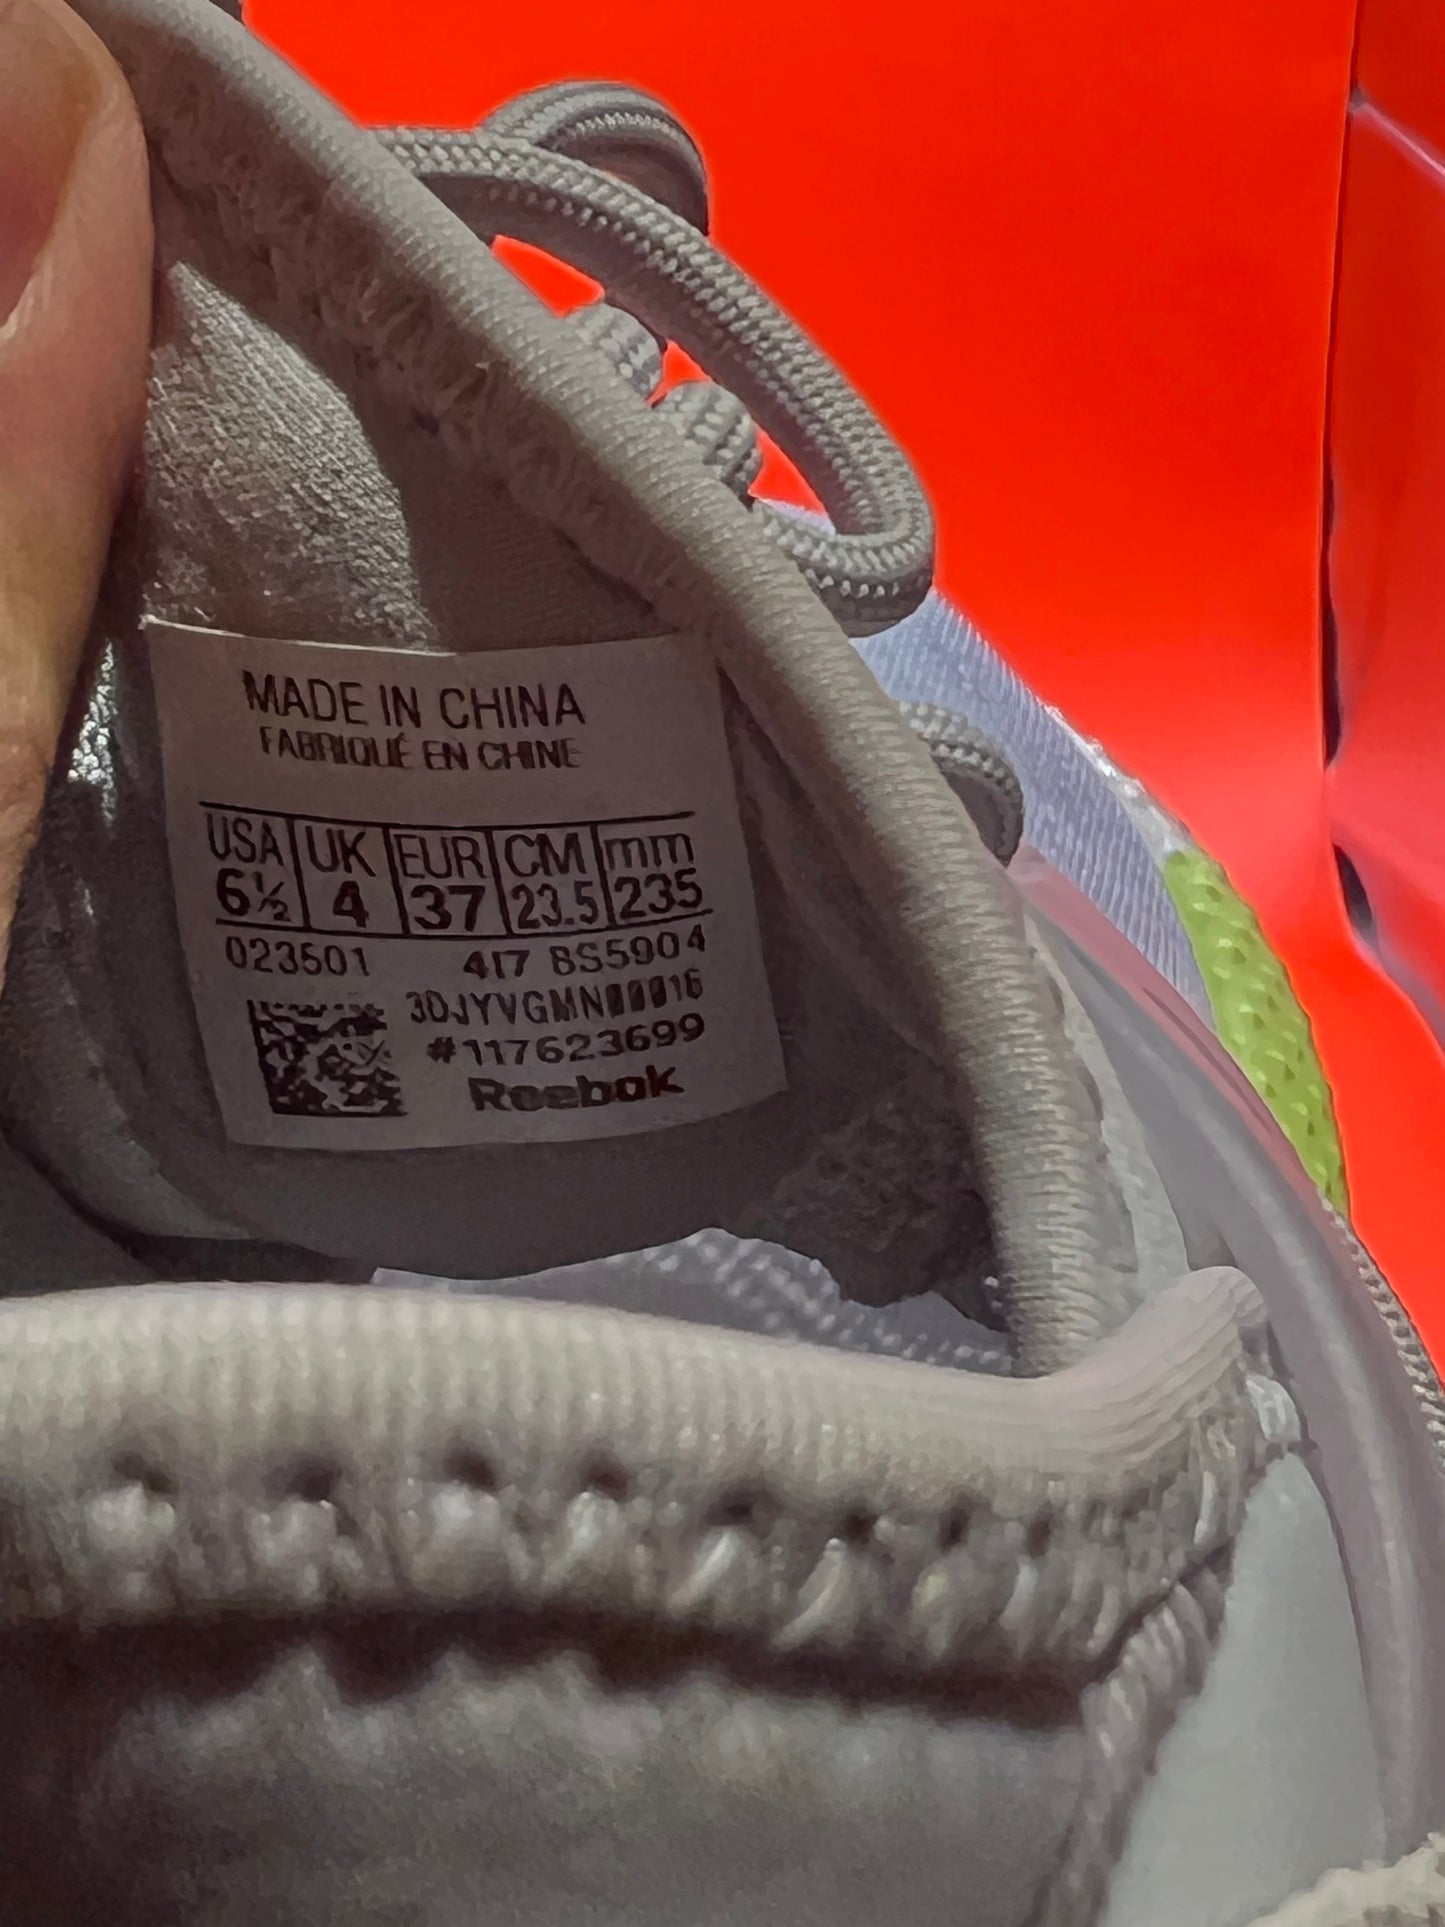 MADE IN CHINA
FABRIQUÉ EN CHINE
USA UK EUR CM mm
6½ 4 37 23.5 235
023501 417 BS5904
3DJYVGMN00016
#117623699
Reebok